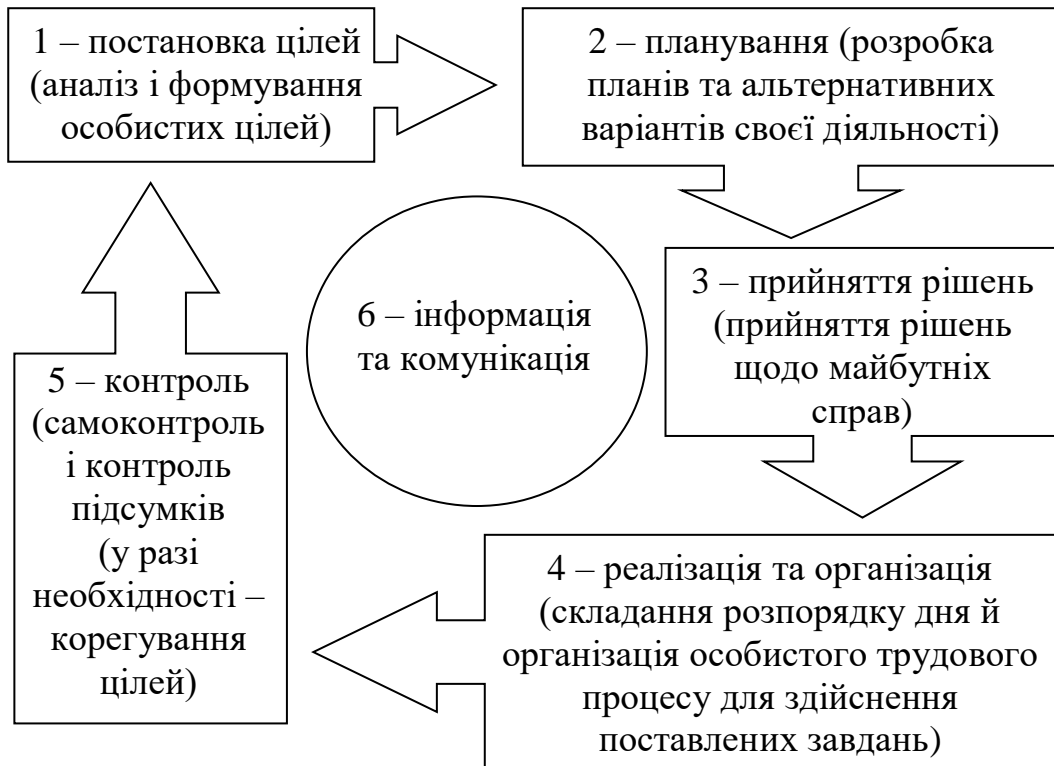 1 – постановка цілей
(аналіз і формування
особистих цілей)
2 – планування (розробка
планів та альтернативних
варіантів своєї діяльності)
3 – прийняття рішень
(прийняття рішень
щодо майбутніх
справ)
4 – реалізація та організація
(складання розпорядку дня й
організація особистого трудового
процесу для здійснення
поставлених завдань)
5 – контроль
(самоконтроль
і контроль
підсумків
(у разі
необхідності –
корегування
цілей)
6 – інформація
та комунікація